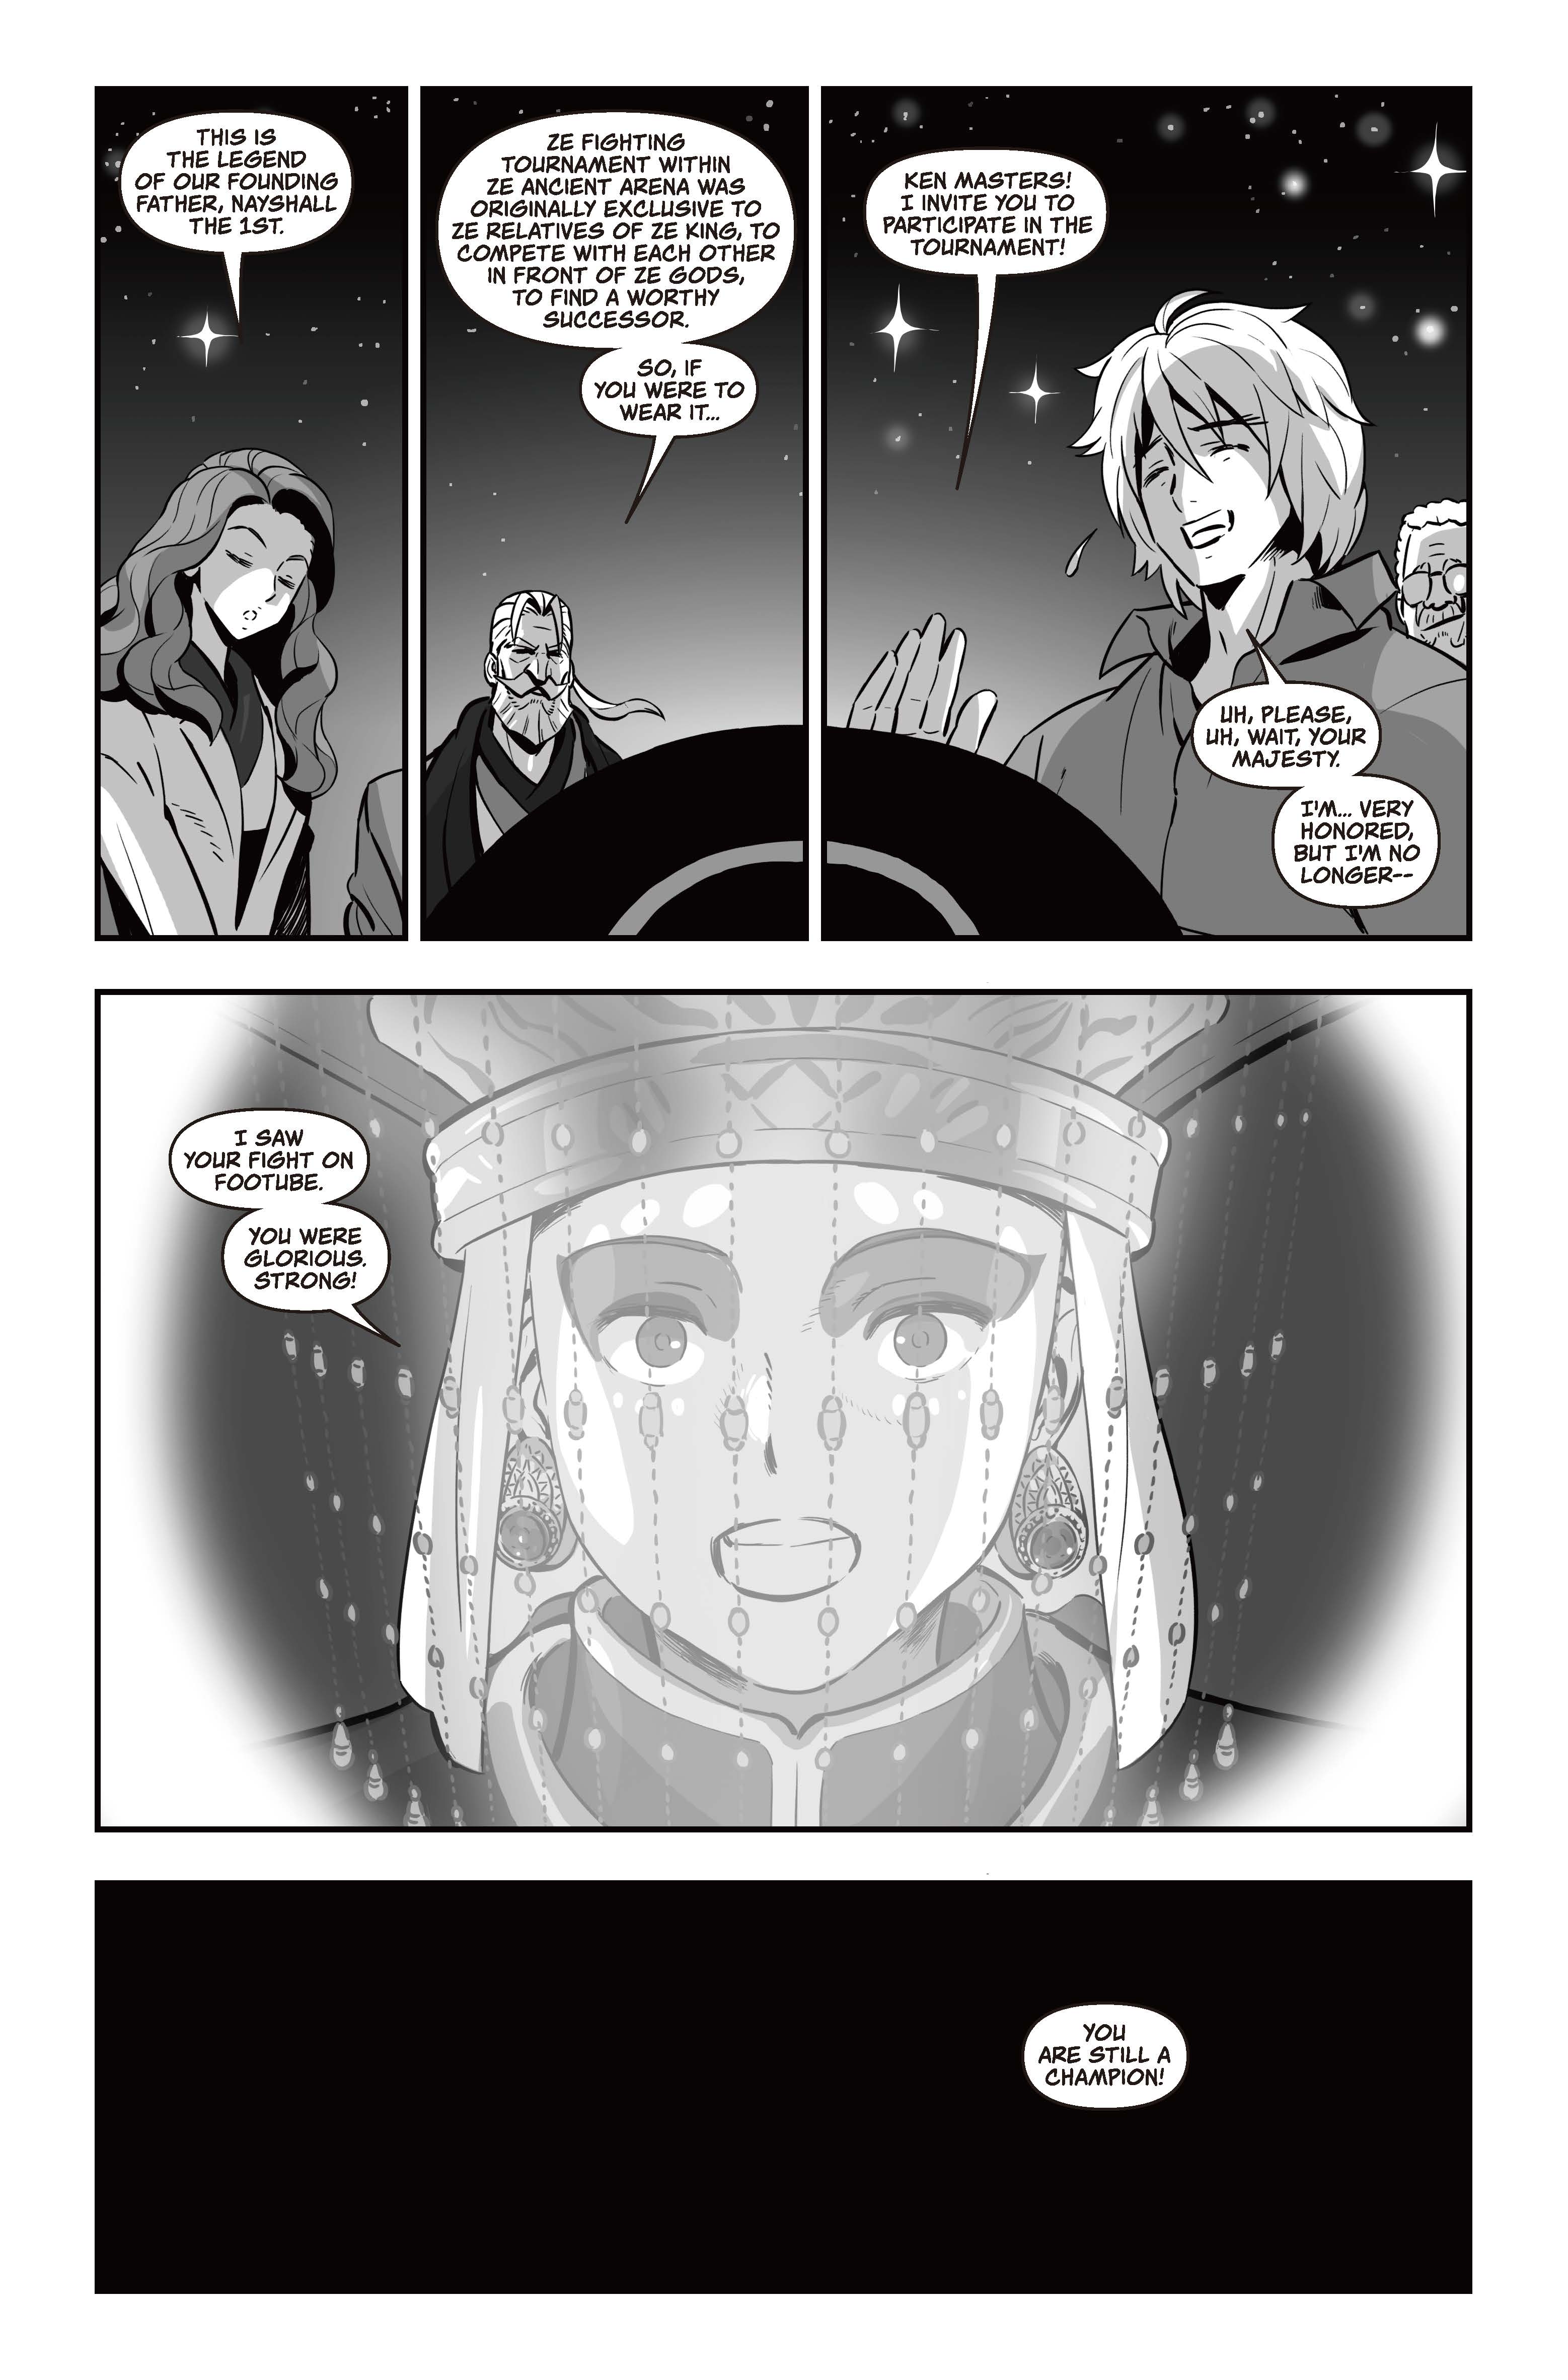 THIS IS
THE LEGEND
OF OUR FOUNDING
FATHER, NAYSHALL
THE 1ST.
ZE FIGHTING
TOURNAMENT WITHIN
ZE ANCIENT ARENA WAS
ORIGINALLY EXCLUSIVE TO
ZE RELATIVES OF ZE KING, TO
COMPETE WITH EACH OTHER
IN FRONT OF ZE GODS,
TO FIND A WORTHY
SUCCESSOR.
SO, IF
YOU WERE TO
WEAR IT...
KEN MASTERS!
I INVITE YOU TO
PARTICIPATE IN THE
TOURNAMENT!
UH, PLEASE,
UH, WAIT, YOUR
MAJESTY.
I'M... VERY
HONORED,
BUT I'M NO
LONGER--
I SAW
YOUR FIGHT ON
FOOTUBE.
YOU WERE
GLORIOUS.
STRONG!
YOU
ARE STILL A
CHAMPION!